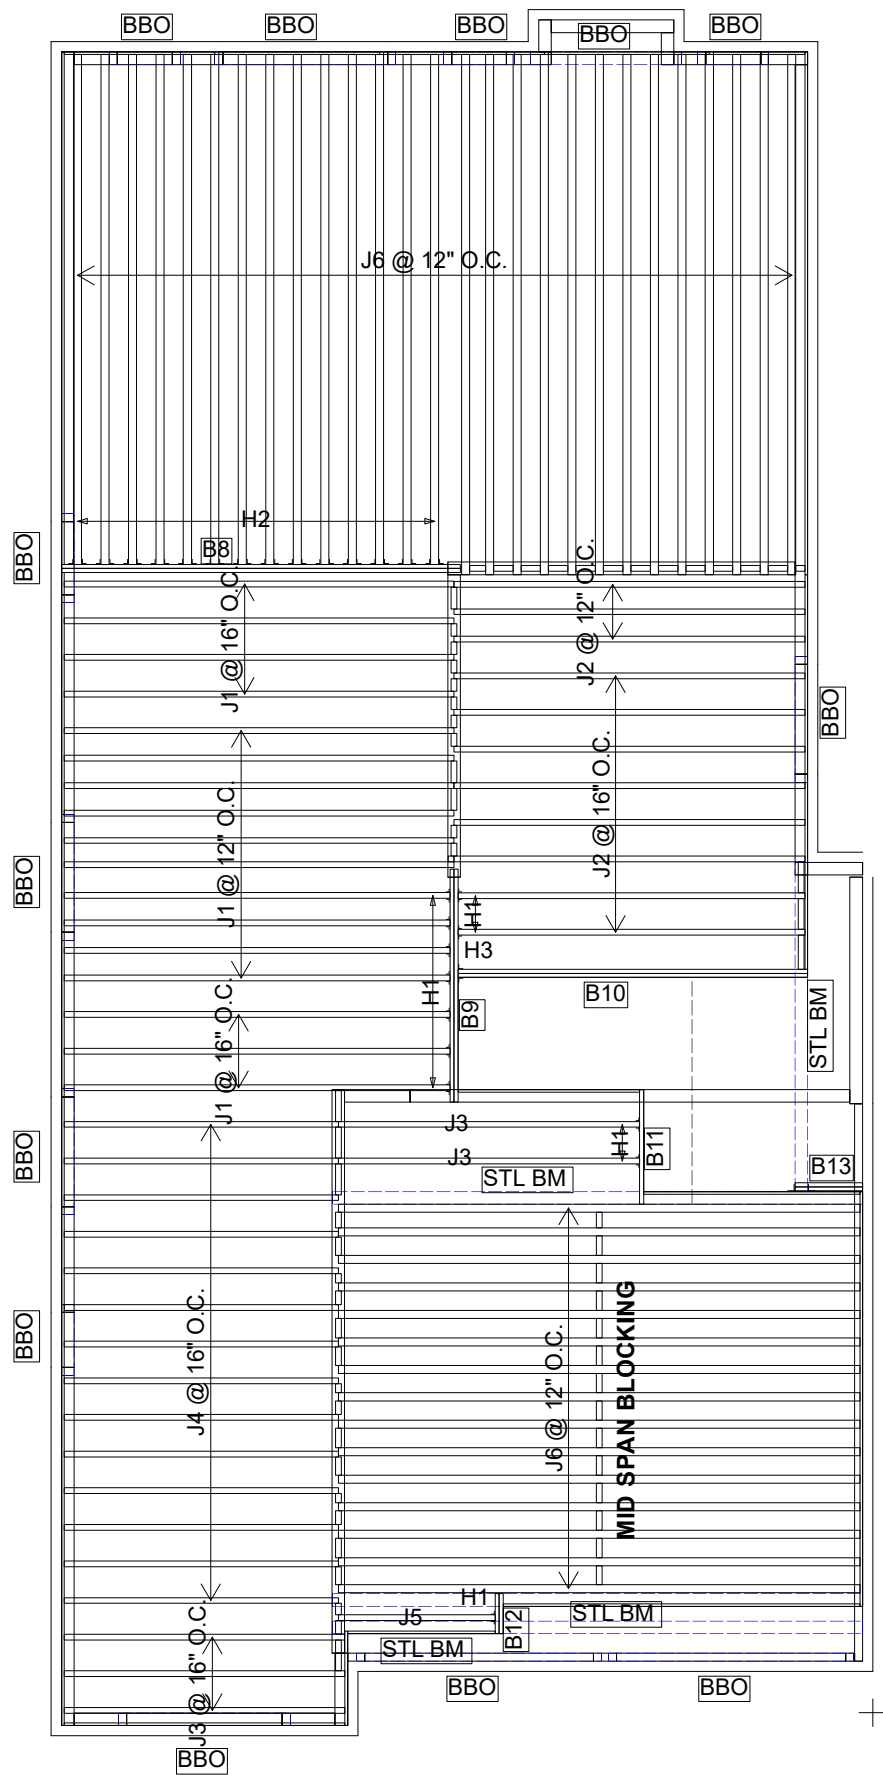 BBO
BBO
BBO
BBO
BBO
J6 @ 12" O.C.
H2
B8
BBO
J1 @ 16" O.C.
J2 @ 12" O.C.
BBO
J2 @ 16" O.C.
J1 @ 12" O.C.
BBO
H1
H3
H1
B9
B10
STL BM
J1 @ 16" O.C.
J3
H1
B11
J3
BBO
B13
STL BM
BBO
J4 @ 16" O.C.
J6 @ 12" O.C.
MID SPAN BLOCKING
H1
J5
B12
STL BM
STL BM
J3 @ 16" O.C.
BBO
BBO
BBO